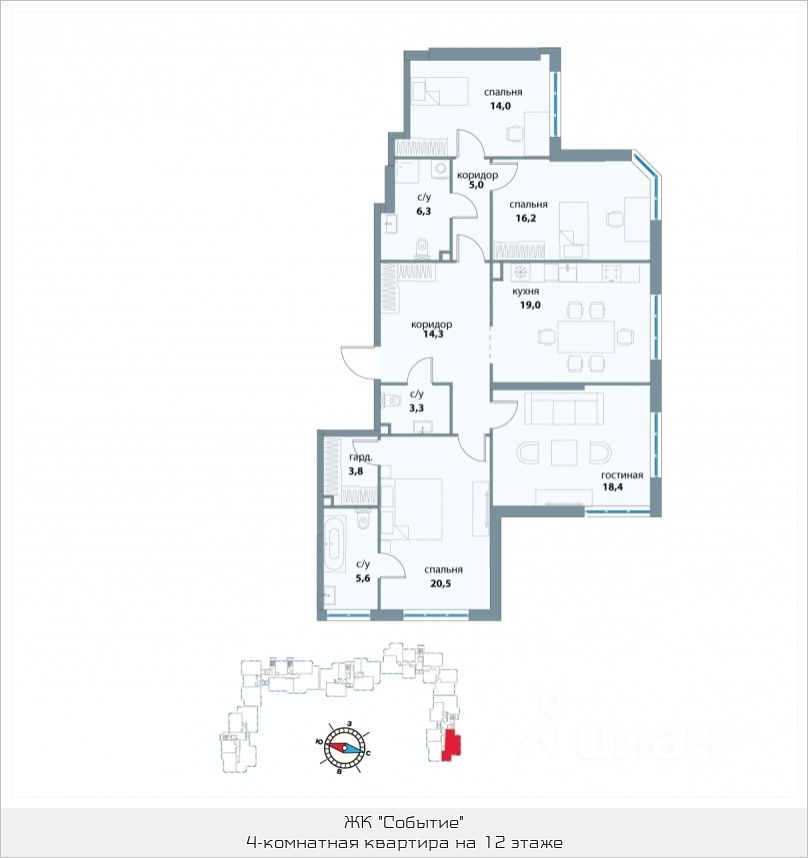 спальня
14,0
коридор
5,0
с/у
6,3
спальня
16,2
кухня
19,0
коридор
14,3
с/у
3,3
гард.
3,8
гостиная
18,4
с/у
5,6
спальня
20,5
З
Ю
С
В
циан
ЖК "Событие"
4-комнатная квартира на 12 этаже